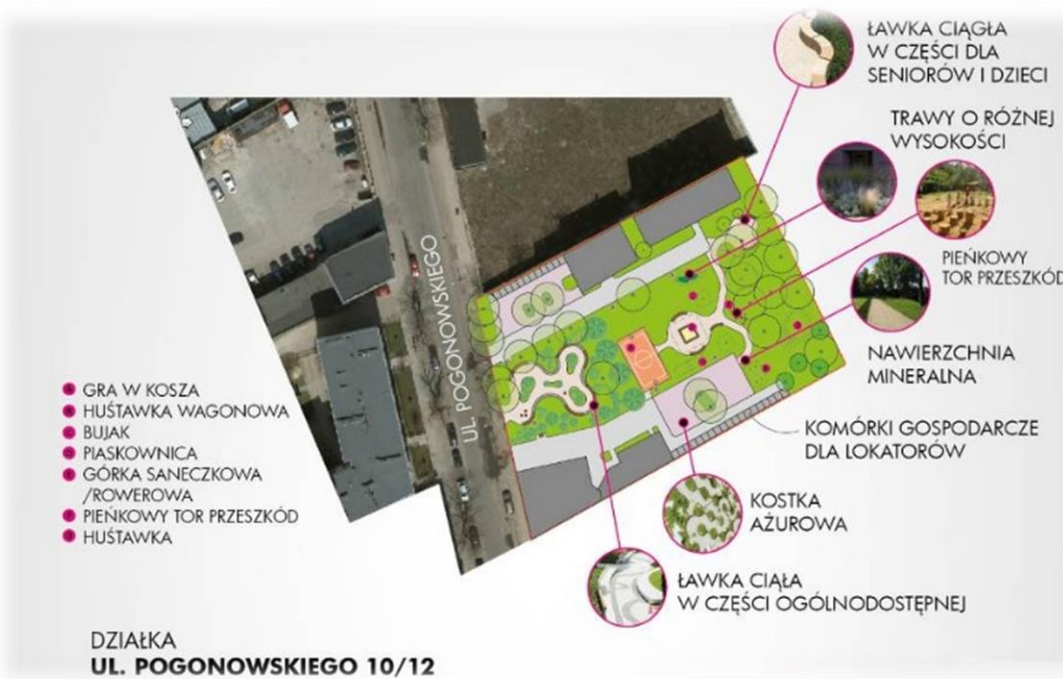 ŁAWKA CIĄGŁA
W CZĘŚCI DLA
SENIORÓW I DZIECI
TRAWY O RÓŻNEJ
WYSOKOŚCI
PIEŃKOWY
TOR PRZESZKÓD
NAWIERZCHNIA
MINERALNA
KOMÓRKI GOSPODARCZE
DLA LOKATORÓW
KOSTKA
AŻUROWA
ŁAWKA CIĄŁA
W CZĘŚCI OGÓLNODOSTĘPNEJ
UL. POGONOWSKIEGO
GRA W KOSZA
HUŚTAWKA WAGONOWA
BUJAK
PIASKOWNICA
GÓRKA SANECZKOWA
/ROWEROWA
PIEŃKOWY TOR PRZESZKÓD
HUŚTAWKA
DZIAŁKA
UL. POGONOWSKIEGO 10/12